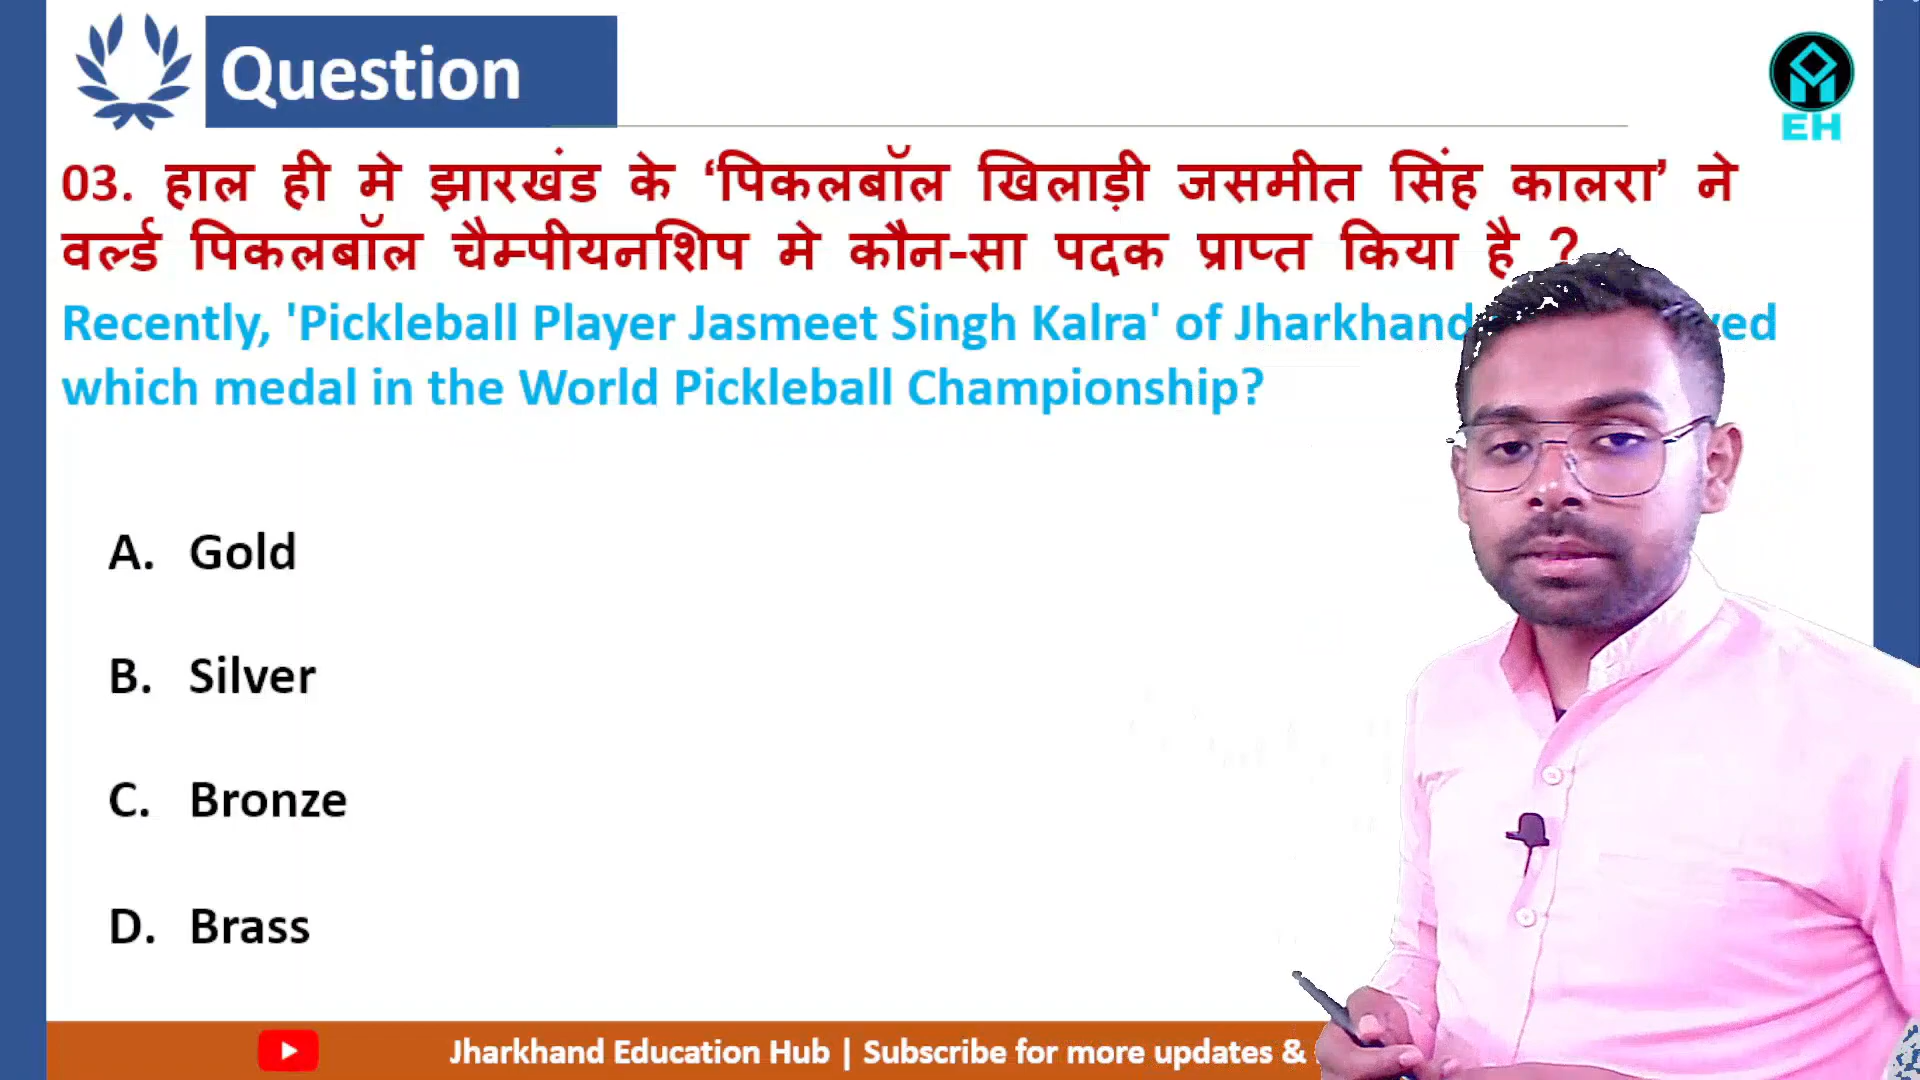 Question
EH
03. हाल ही मे झारखंड के ‘पिकलबॉल खिलाड़ी जसमीत सिंह कालरा’ ने
वर्ल्ड पिकलबॉल चैम्पीयनशिप मे कौन-सा पदक प्राप्त किया है ?
Recently, 'Pickleball Player Jasmeet Singh Kalra' of Jharkhand
which medal in the World Pickleball Championship?
A. Gold
B. Silver
C. Bronze
D. Brass
Jharkhand Education Hub | Subscribe for more updates &